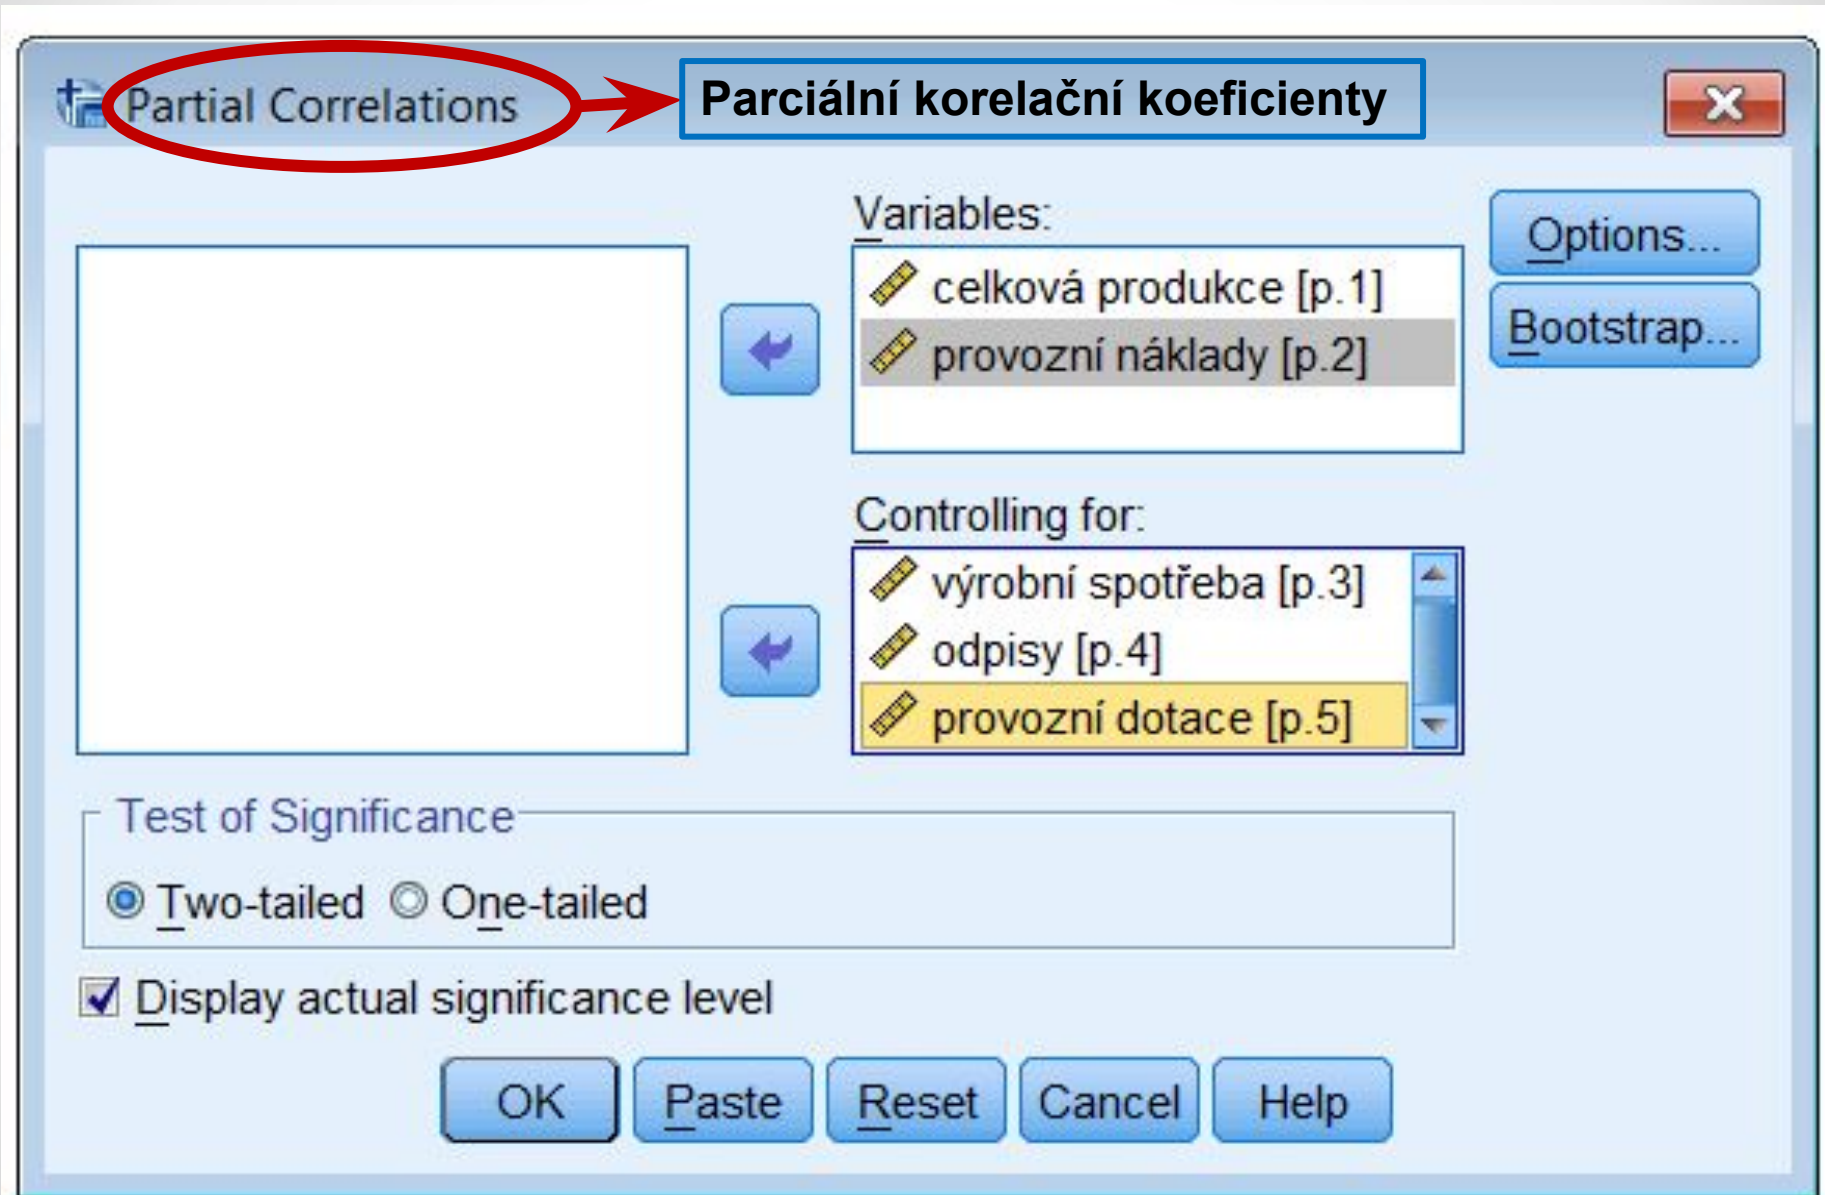 Partial Correlations
Parciální korelační koeficienty
Variables:
celková produkce [p.1]
provozní náklady [p.2]
Options...
Bootstrap...
Controlling for:
výrobní spotřeba [p.3]
odpisy [p.4]
provozní dotace [p.5]
Test of Significance
Two-tailed One-tailed
Display actual significance level
OK Paste Reset Cancel Help